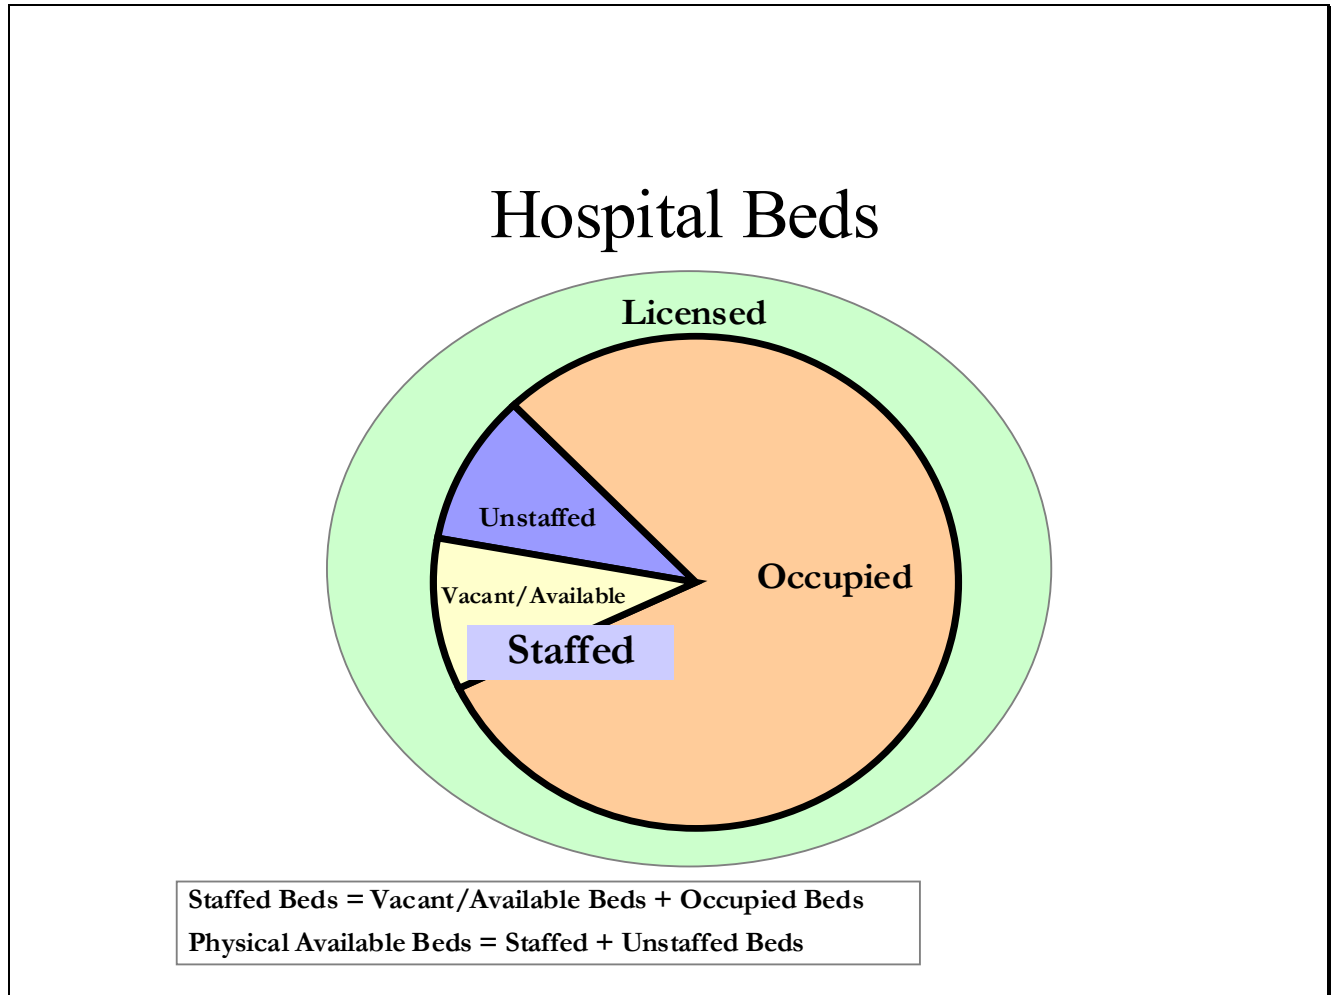 Hospital Beds
Licensed
Unstaffed
Occupied
Vacant/Available
Staffed
Staffed Beds = Vacant/Available Beds + Occupied Beds
Physical Available Beds = Staffed + Unstaffed Beds